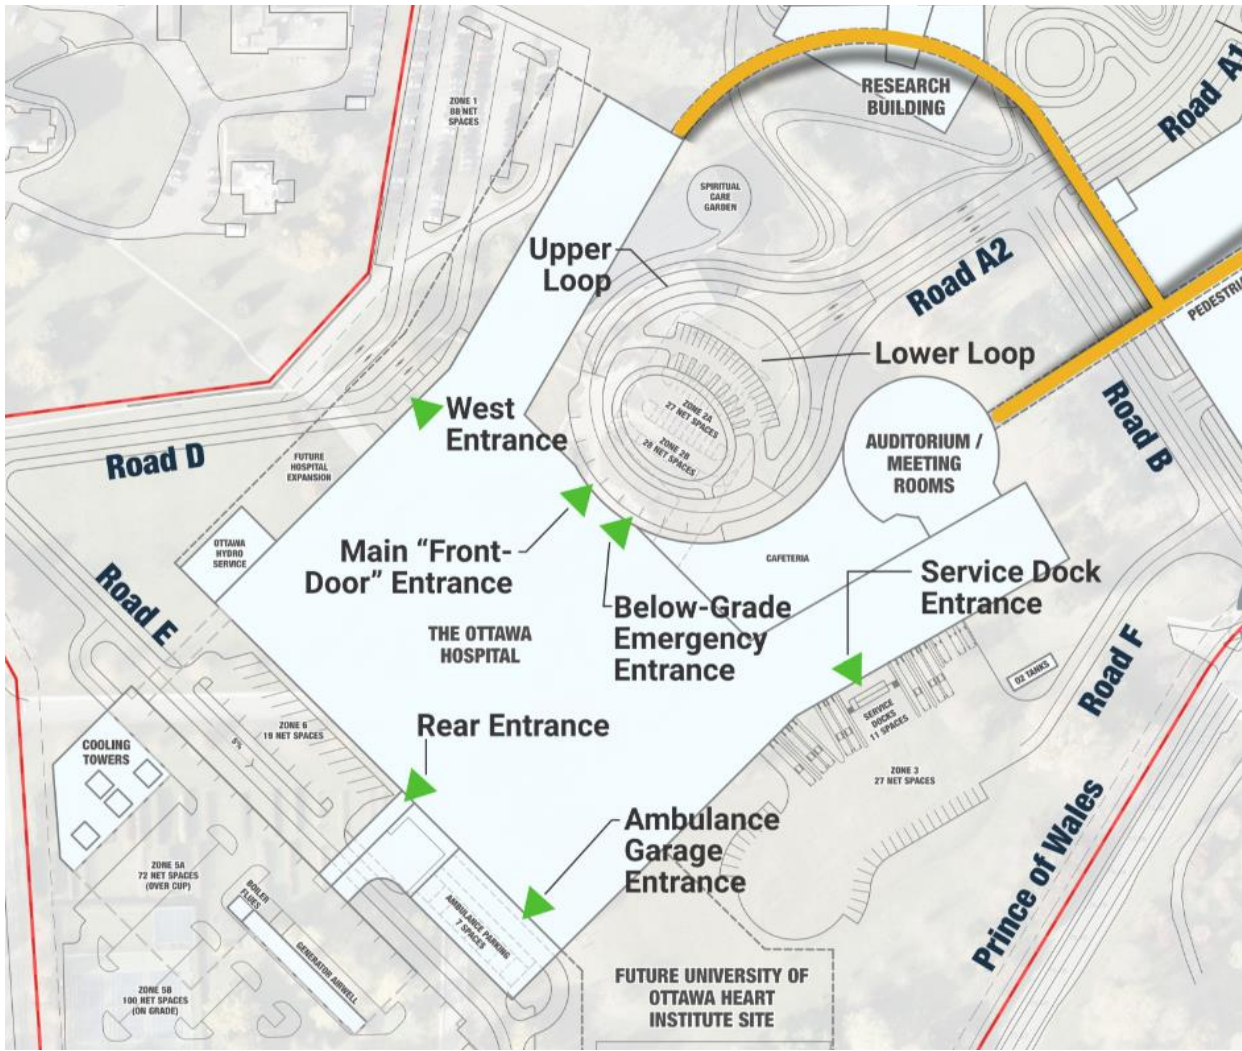 RESEARCH
BUILDING
Road A1
ZONE 1
88 NET
SPACES
SPIRITUAL
CARE
GARDEN
Upper
Loop
Road A2
Lower Loop
West
Entrance
ZONE 2A
27 NET SPACES
ZONE 2B
28 NET SPACES
AUDITORIUM /
MEETING
ROOMS
Road B
Road D
FUTURE
HOSPITAL
EXPANSION
OTTAWA
HYDRO
SERVICE
Main "Front-
Door" Entrance
CAFETERIA
Service Dock
Entrance
Below-Grade
Emergency
Entrance
THE OTTAWA
HOSPITAL
Road E
Road F
O2 TANKS
SERVICE
DOCKS
11 SPACES
Rear Entrance
ZONE 6
19 NET SPACES
5%
COOLING
TOWERS
ZONE 3
27 NET SPACES
Prince of Wales
Ambulance
Garage
Entrance
ZONE 5A
72 NET SPACES
(OVER CUP)
BOILER
FLUES
AMBULANCE PARKING
7 SPACES
GENERATOR AIRWELL
ZONE 5B
100 NET SPACES
(ON GRADE)
FUTURE UNIVERSITY OF
OTTAWA HEART
INSTITUTE SITE